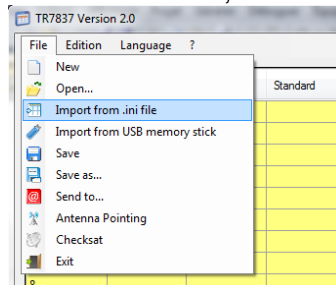 TR7837 Version 2.0
File Edition Language ?
New
Open...
Standard
Import from .ini file
Import from USB memory stick
Save
Save as...
Send to...
Antenna Pointing
Checksat
Exit